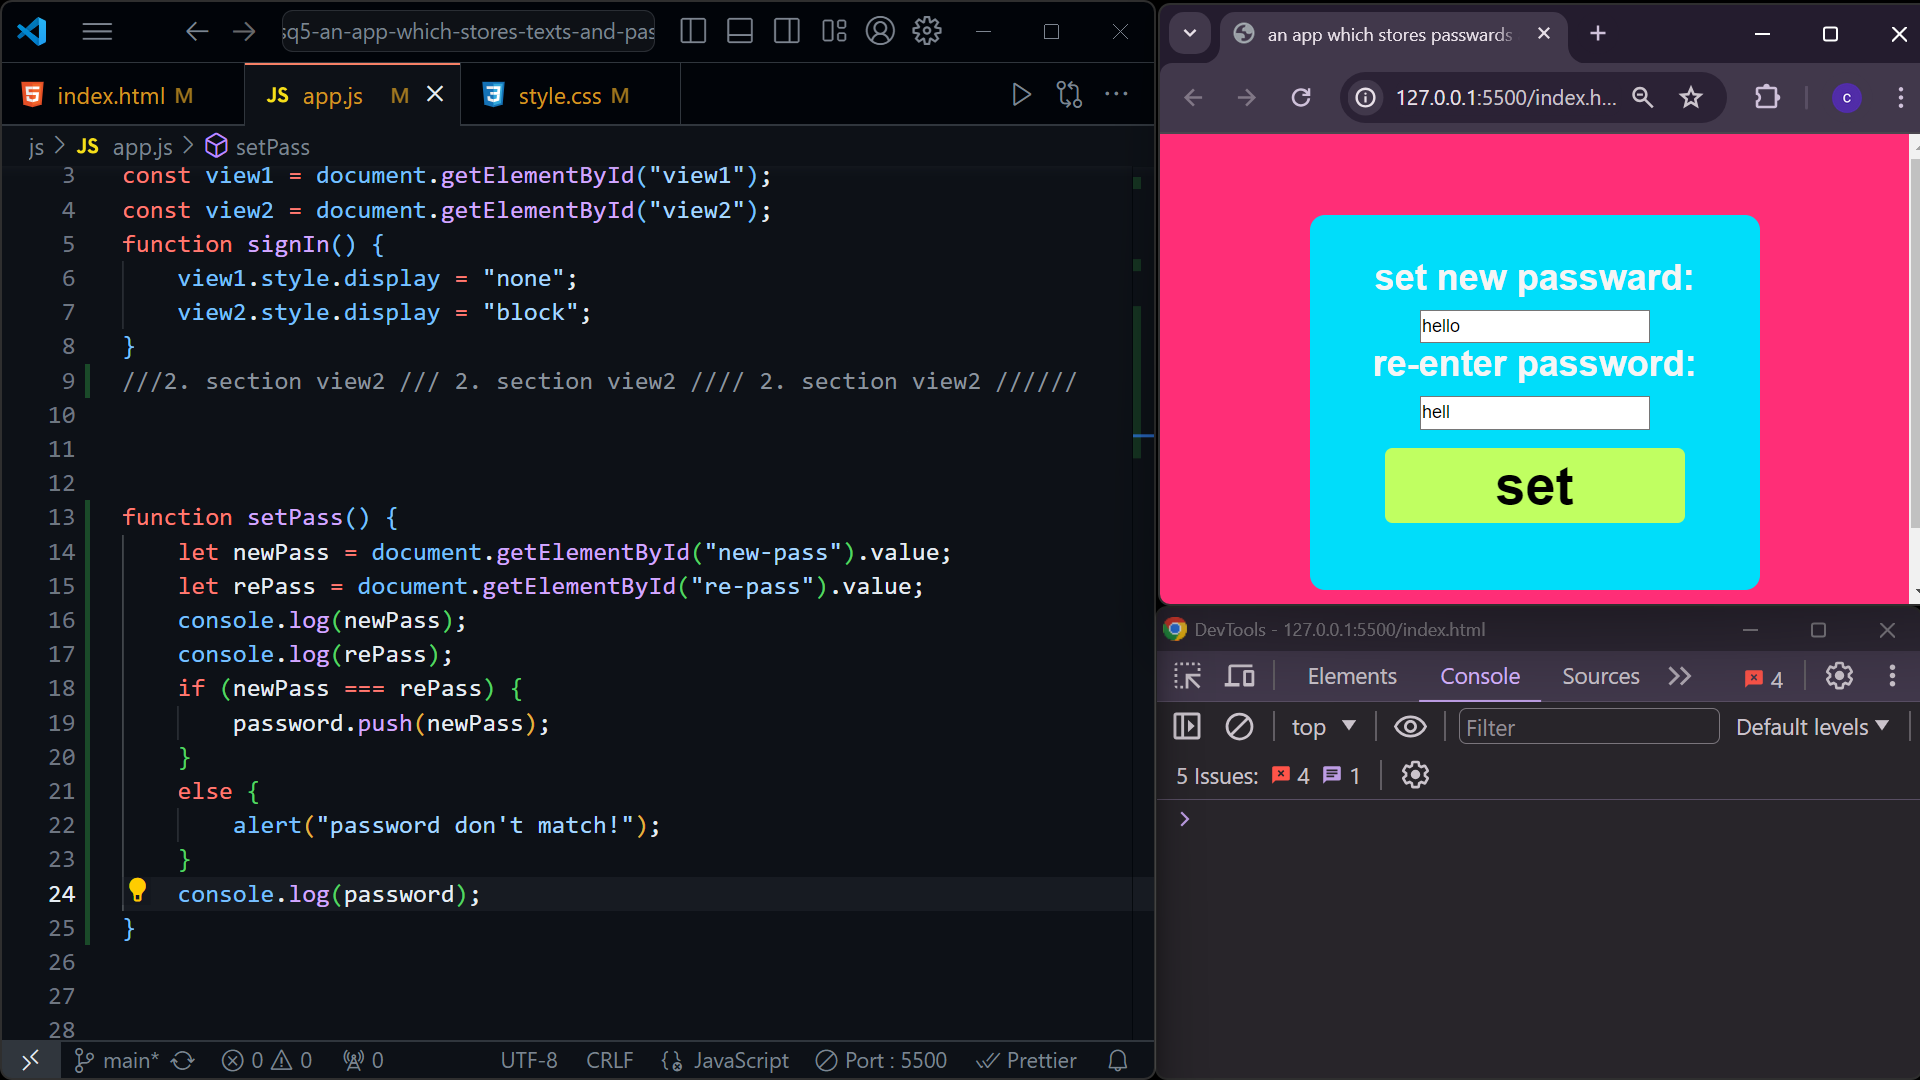 sq5-an-app-which-stores-texts-and-pas
index.html M
JS app.js M
style.css M
js > JS app.js > setPass
3 const view1 = document.getElementById("view1");
4 const view2 = document.getElementById("view2");
5 function signIn() {
6 view1.style.display = "none";
7 view2.style.display = "block";
8 }
9 ///2. section view2 /// 2. section view2 //// 2. section view2 //////
10
11
12
13 function setPass() {
14 let newPass = document.getElementById("new-pass").value;
15 let rePass = document.getElementById("re-pass").value;
16 console.log(newPass);
17 console.log(rePass);
18 if (newPass === rePass) {
19 password.push(newPass);
20 }
21 else {
22 alert("password don't match!");
23 }
24 console.log(password);
25 }
26
27
28
main* 0 0 0 UTF-8 CRLF JavaScript Port : 5500 Prettier
an app which stores passwards
127.0.0.1:5500/index.h... c
set new passward:
hello
re-enter password:
hell
set
DevTools - 127.0.0.1:5500/index.html
Elements Console Sources 4
top Filter Default levels
5 Issues: 4 1